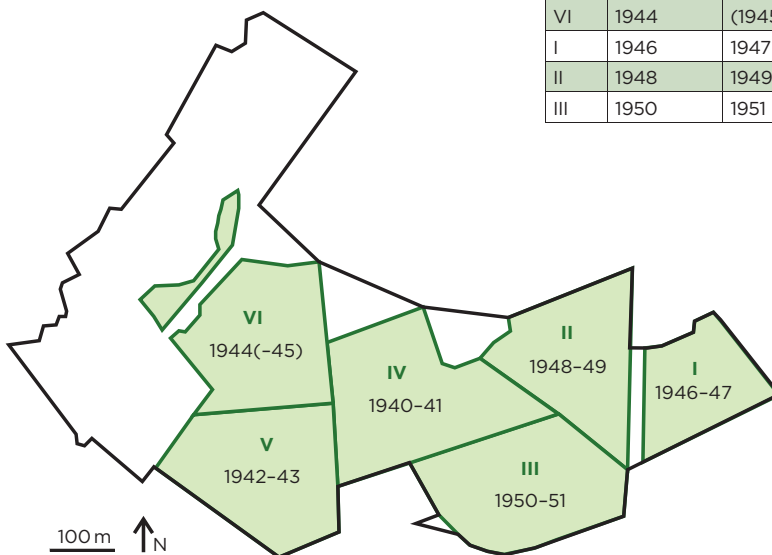 VI 1944 (1945
I 1946 1947
II 1948 1949
III 1950 1951
VI
1944(–45)
II
1948–49
I
1946–47
IV
1940–41
V
1942–43
III
1950–51
100 m
N